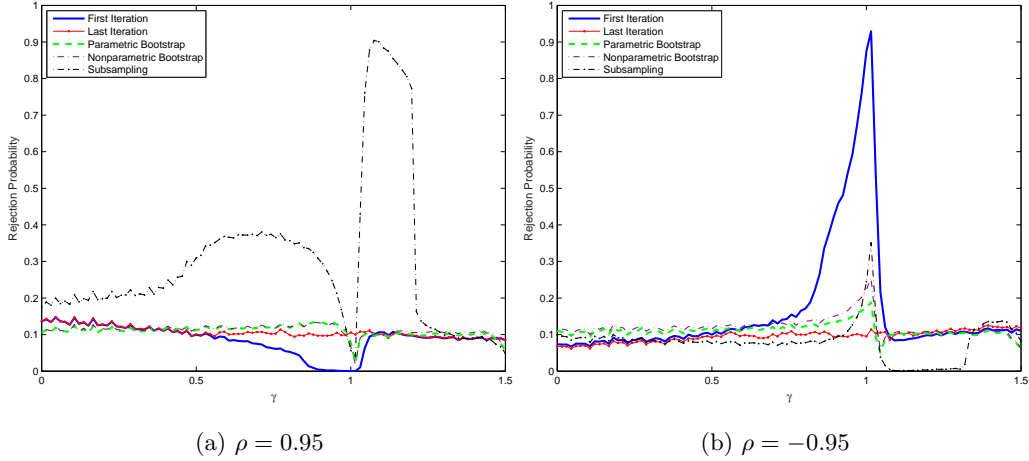 First Iteration
Last Iteration
Parametric Bootstrap
Nonparametric Bootstrap
Subsampling
1
0.9
0.8
0.7
0.6
0.5
0.4
0.3
0.2
0.1
0
Rejection Probability
0
0.5
1
1.5
γ
(a) ρ = 0.95
First Iteration
Last Iteration
Parametric Bootstrap
Nonparametric Bootstrap
Subsampling
1
0.9
0.8
0.7
0.6
0.5
0.4
0.3
0.2
0.1
0
Rejection Probability
0
0.5
1
1.5
γ
(b) ρ = −0.95